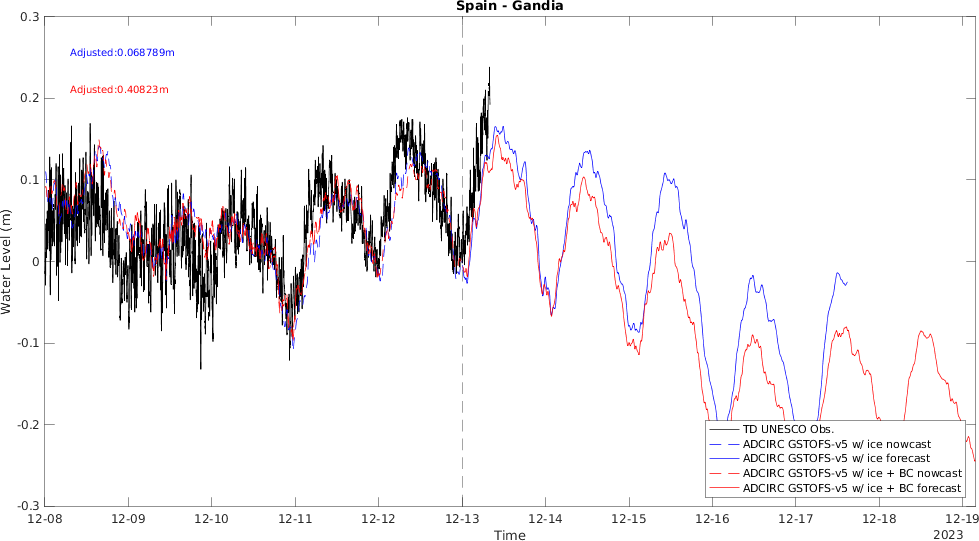 Spain - Gandia
0.3
0.2
0.1
0
-0.1
-0.2
-0.3
Water Level (m)
Adjusted:0.068789m
Adjusted:0.40823m
TD UNESCO Obs.
ADCIRC GSTOFS-v5 w/ ice nowcast
ADCIRC GSTOFS-v5 w/ ice forecast
ADCIRC GSTOFS-v5 w/ ice + BC nowcast
ADCIRC GSTOFS-v5 w/ ice + BC forecast
12-08 12-09 12-10 12-11 12-12 12-13 12-14 12-15 12-16 12-17 12-18 12-19
Time
2023